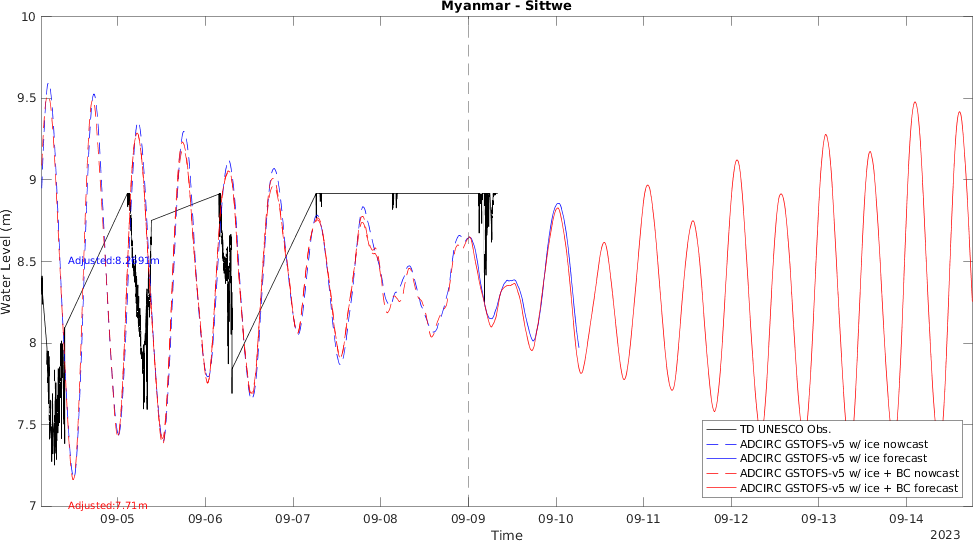 Myanmar - Sittwe
10
9.5
9
8.5
8
7.5
7
Water Level (m)
Adjusted:8.2591m
Adjusted:7.71m
TD UNESCO Obs.
ADCIRC GSTOFS-v5 w/ ice nowcast
ADCIRC GSTOFS-v5 w/ ice forecast
ADCIRC GSTOFS-v5 w/ ice + BC nowcast
ADCIRC GSTOFS-v5 w/ ice + BC forecast
09-05 09-06 09-07 09-08 09-09 09-10 09-11 09-12 09-13 09-14
Time
2023